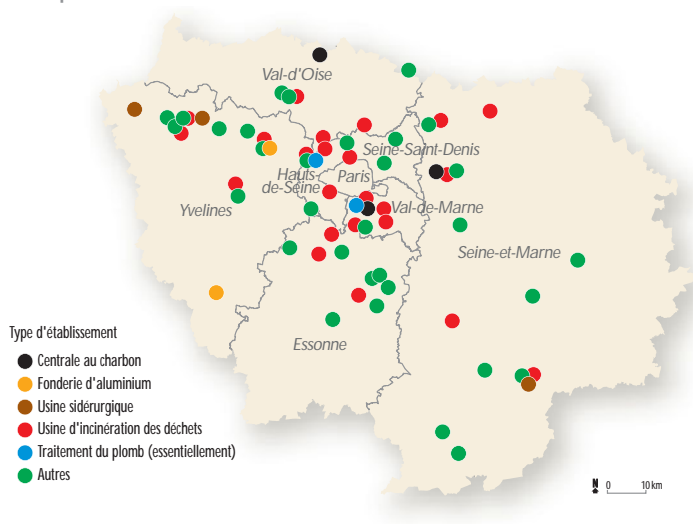 Val-d'Oise
Seine-Saint-Denis
Hauts-
de-Seine
Paris
Yvelines
Val-de-Marne
Seine-et-Marne
Essonne
Type d'établissement
Centrale au charbon
Fonderie d'aluminium
Usine sidérurgique
Usine d'incinération des déchets
Traitement du plomb (essentiellement)
Autres
N 0 10 km